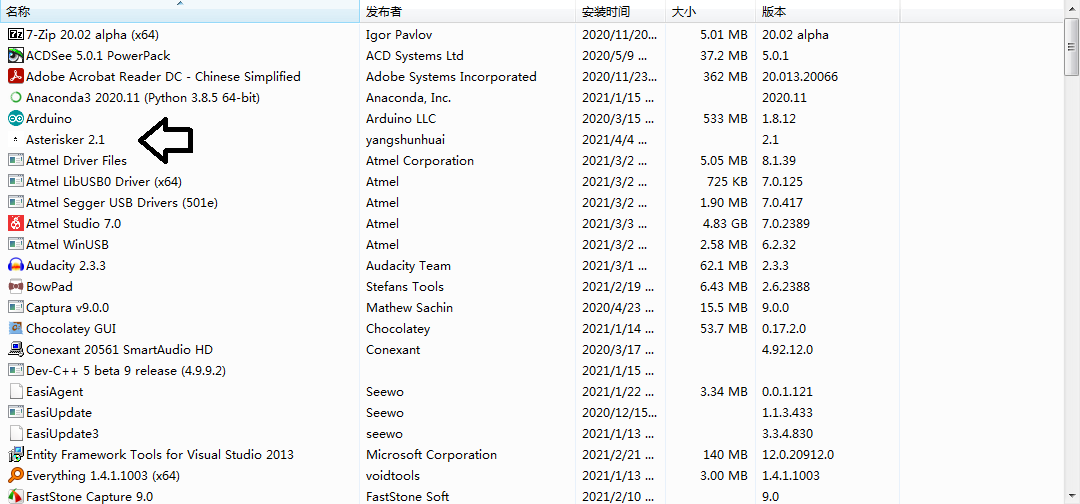 名称 发布者 安装时间 大小 版本
7-Zip 20.02 alpha (x64) Igor Pavlov 2020/11/20... 5.01 MB 20.02 alpha
ACDSee 5.0.1 PowerPack ACD Systems Ltd 2020/5/9 ... 37.2 MB 5.0.1
Adobe Acrobat Reader DC - Chinese Simplified Adobe Systems Incorporated 2020/11/23... 362 MB 20.013.20066
Anaconda3 2020.11 (Python 3.8.5 64-bit) Anaconda, Inc. 2021/1/15 ... 2020.11
Arduino Arduino LLC 2020/3/15 ... 533 MB 1.8.12
Asterisker 2.1 yangshunhuai 2021/4/4 ... 2.1
Atmel Driver Files Atmel Corporation 2021/3/2 ... 5.05 MB 8.1.39
Atmel LibUSB0 Driver (x64) Atmel 2021/3/2 ... 725 KB 7.0.125
Atmel Segger USB Drivers (501e) Atmel 2021/3/2 ... 1.90 MB 7.0.417
Atmel Studio 7.0 Atmel 2021/3/3 ... 4.83 GB 7.0.2389
Atmel WinUSB Atmel 2021/3/2 ... 2.58 MB 6.2.32
Audacity 2.3.3 Audacity Team 2021/3/1 ... 62.1 MB 2.3.3
BowPad Stefans Tools 2021/2/19 ... 6.43 MB 2.6.2388
Captura v9.0.0 Mathew Sachin 2020/4/23 ... 15.5 MB 9.0.0
Chocolatey GUI Chocolatey 2021/1/14 ... 53.7 MB 0.17.2.0
Conexant 20561 SmartAudio HD Conexant 2020/3/17 ... 4.92.12.0
Dev-C++ 5 beta 9 release (4.9.9.2) 2021/1/15 ...
EasiAgent Seewo 2021/1/22 ... 3.34 MB 0.0.1.121
EasiUpdate Seewo 2020/12/15... 1.1.3.433
EasiUpdate3 seewo 2021/1/13 ... 3.3.4.830
Entity Framework Tools for Visual Studio 2013 Microsoft Corporation 2021/2/21 ... 140 MB 12.0.20912.0
Everything 1.4.1.1003 (x64) voidtools 2021/1/13 ... 3.00 MB 1.4.1.1003
FastStone Capture 9.0 FastStone Soft 2021/2/10 ... 9.0